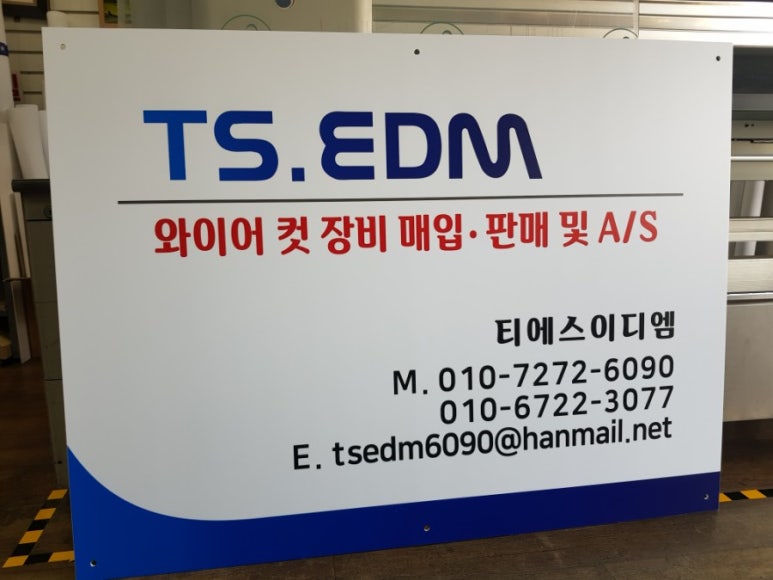 TS.EDM
와이어 컷 장비 매입·판매 및 A/S
티에스이디엠
M. 010-7272-6090
010-6722-3077
E. tsedm6090@hanmail.net